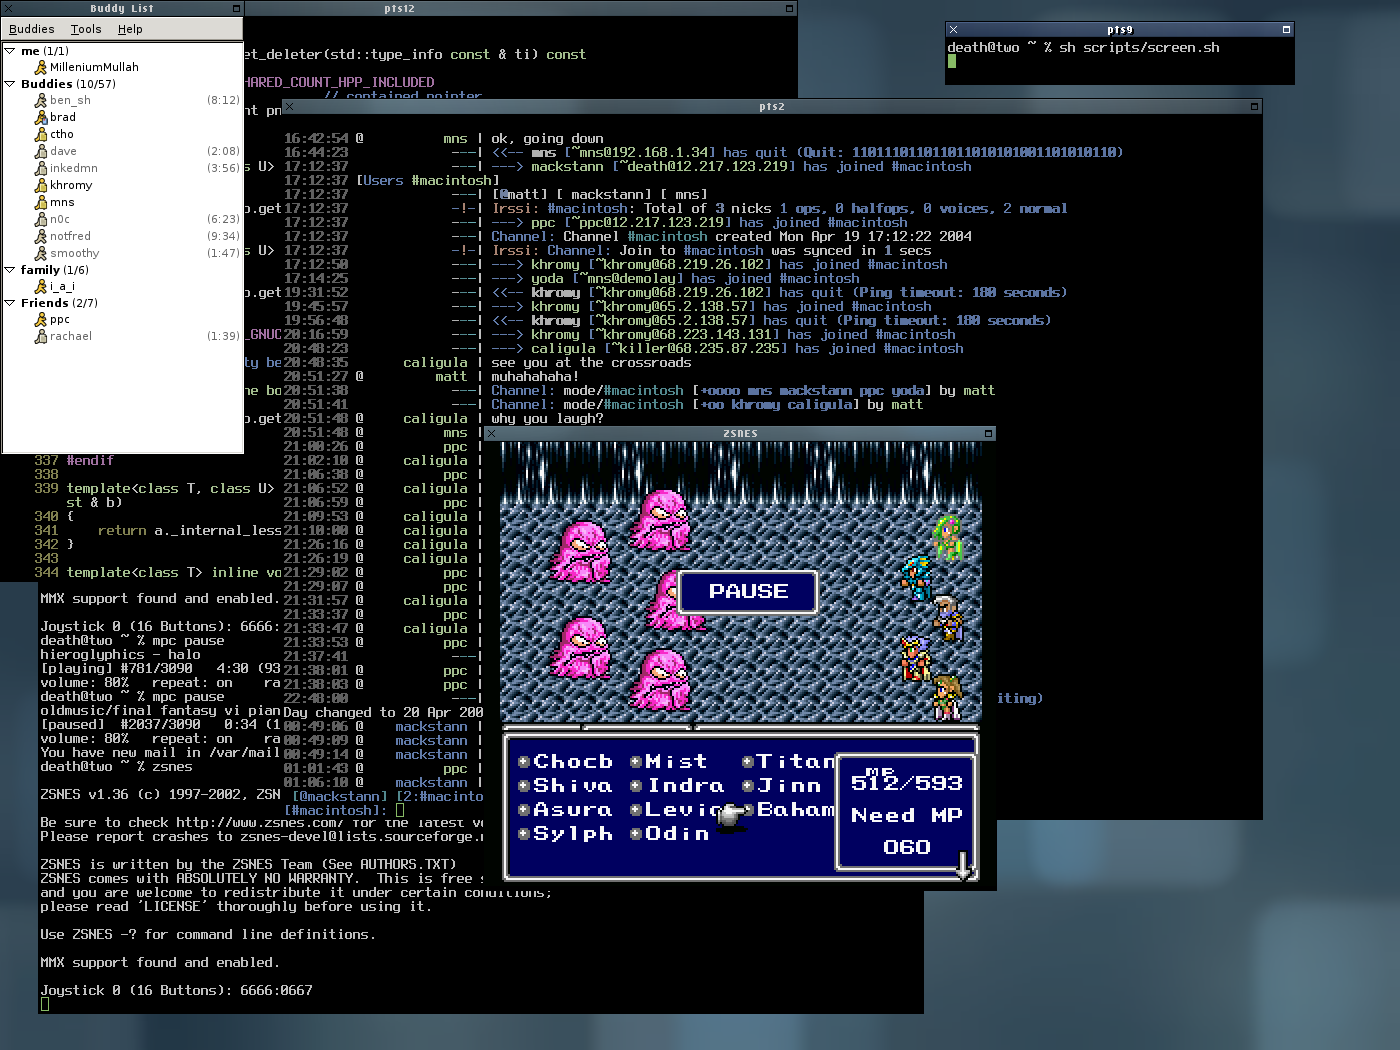 Buddy List
Buddies Tools Help
me (1/1)
MilleniumMullah
Buddies (10/57)
ben_sh (8:12)
brad
ctho
dave (2:08)
inkedmn (3:56)
khromy
mns
n0c (6:23)
notfred (9:34)
smoothy (1:47)
family (1/6)
i_a_i
Friends (2/7)
ppc
rachael (1:39)
pts12
et_deleter(std::type_info const & ti) const
HARED_COUNT_HPP_INCLUDED
// contained pointer
nt pn
s U>
o.get
s U>
o.get
_GNUC
ty be
he bo
o.get
337 #endif
338
339 template<class T, class U>
st & b)
340 {
341 return a._internal_less
342 }
343
344 template<class T> inline vo
pts9
death@two ~ % sh scripts/screen.sh
pts2
16:42:54 @ mns | ok, going down
16:44:23 ---| <<-- mns [~mns@192.168.1.34] has quit (Quit: 110111011011011010101001101010110)
17:12:37 ---| ---> mackstann [~death@12.217.123.219] has joined #macintosh
17:12:37 [Users #macintosh]
17:12:37 ---| [@matt] [ mackstann] [ mns]
17:12:37 -!-| Irssi: #macintosh: Total of 3 nicks 1 ops, 0 halfops, 0 voices, 2 normal
17:12:37 ---| ---> ppc [~ppc@12.217.123.219] has joined #macintosh
17:12:37 ---| Channel: Channel #macintosh created Mon Apr 19 17:12:22 2004
17:12:37 -!-| Irssi: Channel: Join to #macintosh was synced in 1 secs
17:12:50 ---| ---> khromy [~khromy@68.219.26.102] has joined #macintosh
17:14:25 ---| ---> yoda [~mns@demolay] has joined #macintosh
19:31:52 ---| <<-- khromy [~khromy@68.219.26.102] has quit (Ping timeout: 180 seconds)
19:45:57 ---| ---> khromy [~khromy@65.2.138.57] has joined #macintosh
19:56:48 ---| <<-- khromy [~khromy@65.2.138.57] has quit (Ping timeout: 180 seconds)
20:16:59 ---| ---> khromy [~khromy@68.223.143.131] has joined #macintosh
20:48:23 ---| ---> caligula [~killer@68.235.87.235] has joined #macintosh
20:48:35 caligula | see you at the crossroads
20:51:27 @ matt | muhahahaha!
20:51:38 ---| Channel: mode/#macintosh [+oooo mns mackstann ppc yoda] by matt
20:51:41 ---| Channel: mode/#macintosh [+oo khromy caligula] by matt
20:51:48 @ caligula | why you laugh?
20:51:48 @ mns |
21:00:26 @ ppc |
21:02:10 @ caligula |
21:06:38 @ ppc |
21:06:52 @ caligula |
21:06:59 @ ppc |
21:09:53 @ caligula |
21:10:00 @ caligula |
21:26:16 @ caligula |
21:26:19 @ caligula |
21:29:02 @ ppc |
21:29:07 @ ppc |
21:31:57 @ caligula |
21:33:37 @ ppc |
21:33:47 @ caligula |
21:33:53 @ ppc |
21:37:41 ---|
21:38:01 @ ppc |
21:38:03 @ ppc |
22:48:00 ---| iting)
Day changed to 20 Apr 200
00:49:06 @ mackstann |
00:49:09 @ mackstann |
00:49:14 @ mackstann |
01:01:43 @ ppc |
01:06:10 @ mackstann |
[@mackstann] [2:#macinto
[#macintosh]:
ZSNES
PAUSE
Chocb Mist Titan
Shiva Indra Jinn
Asura Levia Baham
Sylph Odin
MP
512/593
Need MP
060
MMX support found and enabled.
Joystick 0 (16 Buttons): 6666:
death@two ~ % mpc pause
hieroglyphics - halo
[playing] #781/3090 4:30 (93
volume: 80% repeat: on ra
death@two ~ % mpc pause
oldmusic/final fantasy vi pian
[paused] #2037/3090 0:34 (1
volume: 80% repeat: on ra
You have new mail in /var/mail
death@two ~ % zsnes
ZSNES v1.36 (c) 1997-2002, ZSN
Be sure to check http://www.zsnes.com/ for the latest ve
Please report crashes to zsnes-devel@lists.sourceforge.n
ZSNES is written by the ZSNES Team (See AUTHORS.TXT)
ZSNES comes with ABSOLUTELY NO WARRANTY. This is free s
and you are welcome to redistribute it under certain conditions;
please read 'LICENSE' thoroughly before using it.
Use ZSNES -? for command line definitions.
MMX support found and enabled.
Joystick 0 (16 Buttons): 6666:0667